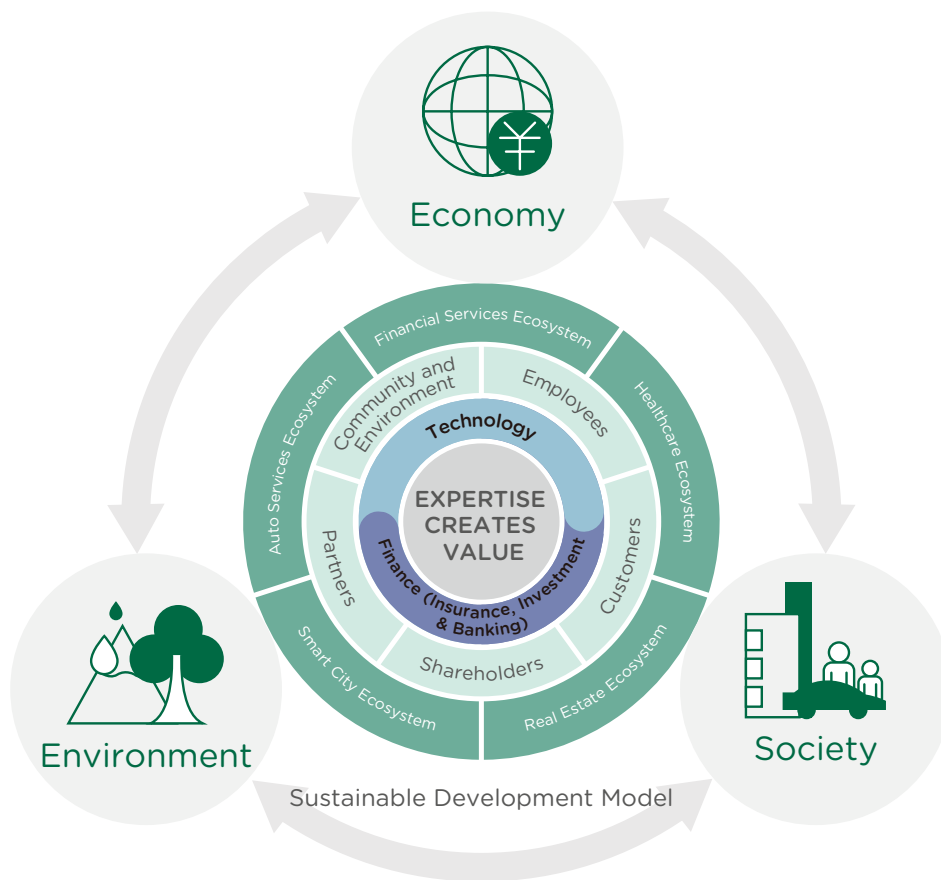 Economy
Financial Services Ecosystem
Healthcare Ecosystem
Real Estate Ecosystem
Smart City Ecosystem
Auto Services Ecosystem
Community and
Environment
Employees
Customers
Shareholders
Partners
Technology
Finance (Insurance, Investment
& Banking)
EXPERTISE
CREATES
VALUE
Environment
Society
Sustainable Development Model